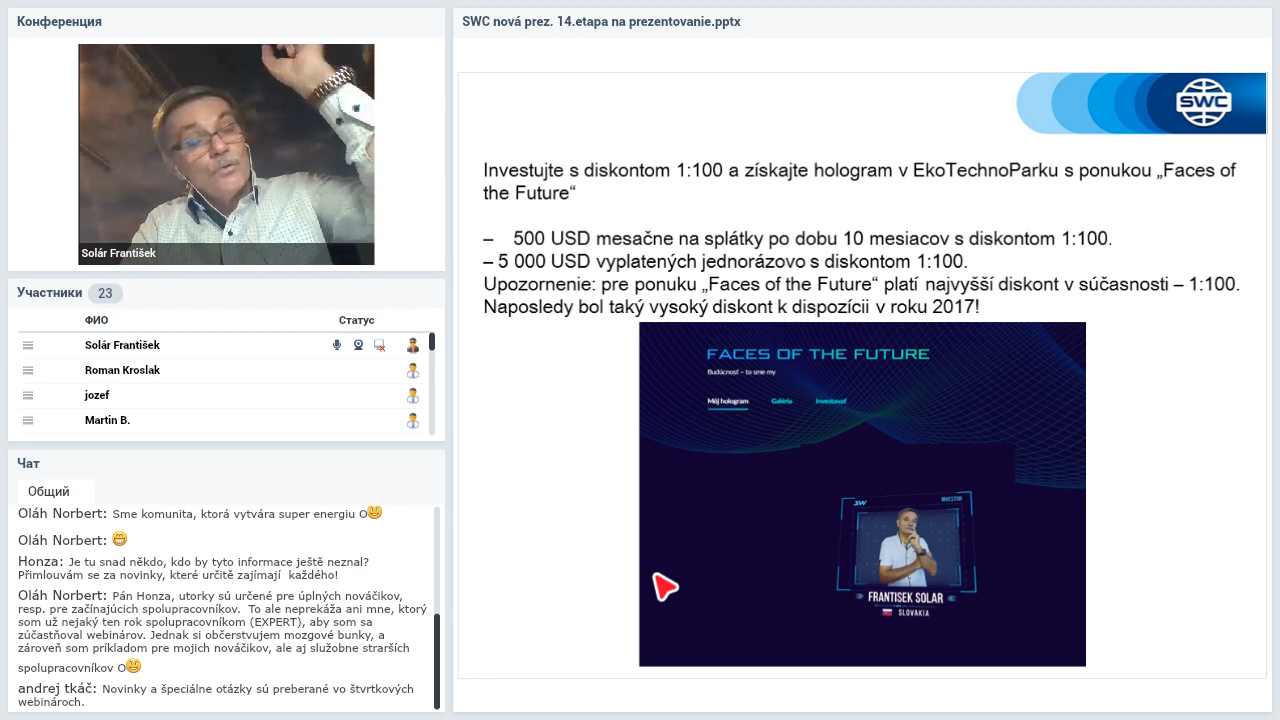 Конференция
Solár František
Участники 23
ФИО Статус
Solár František
Roman Kroslak
jozef
Martin B.
Чат
Общий
Oláh Norbert: Sme komunita, ktorá vytvára super energiu O
Oláh Norbert:
Honza: Je tu snad někdo, kdo by tyto informace ještě neznal?
Přimlouvám se za novinky, které určitě zajímají každého!
Oláh Norbert: Pán Honza, utorky sú určené pre úplných nováčikov,
resp. pre začínajúcich spolupracovníkov. To ale neprekáža ani mne, ktorý
som už nejaký ten rok spolupracovníkom (EXPERT), aby som sa
zúčastňoval webinárov. Jednak si občerstvujem mozgové bunky, a
zároveň som príkladom pre mojich nováčikov, ale aj služobne strarších
spolupracovníkov O
andrej tkáč: Novinky a špeciálne otázky sú preberané vo štvrtkových
webinároch.
SWC nová prez. 14.etapa na prezentovanie.pptx
SWC
Investujte s diskontom 1:100 a získajte hologram v EkoTechnoParku s ponukou „Faces of
the Future“
– 500 USD mesačne na splátky po dobu 10 mesiacov s diskontom 1:100.
– 5 000 USD vyplatených jednorázovo s diskontom 1:100.
Upozornenie: pre ponuku „Faces of the Future“ platí najvyšší diskont v súčasnosti – 1:100.
Naposledy bol taký vysoký diskont k dispozícii v roku 2017!
FACES OF THE FUTURE
Budúcnosť – to sme my
Môj hologram Galéria Investovať
SW INVESTOR
FRANTISEK SOLAR
SLOVAKIA